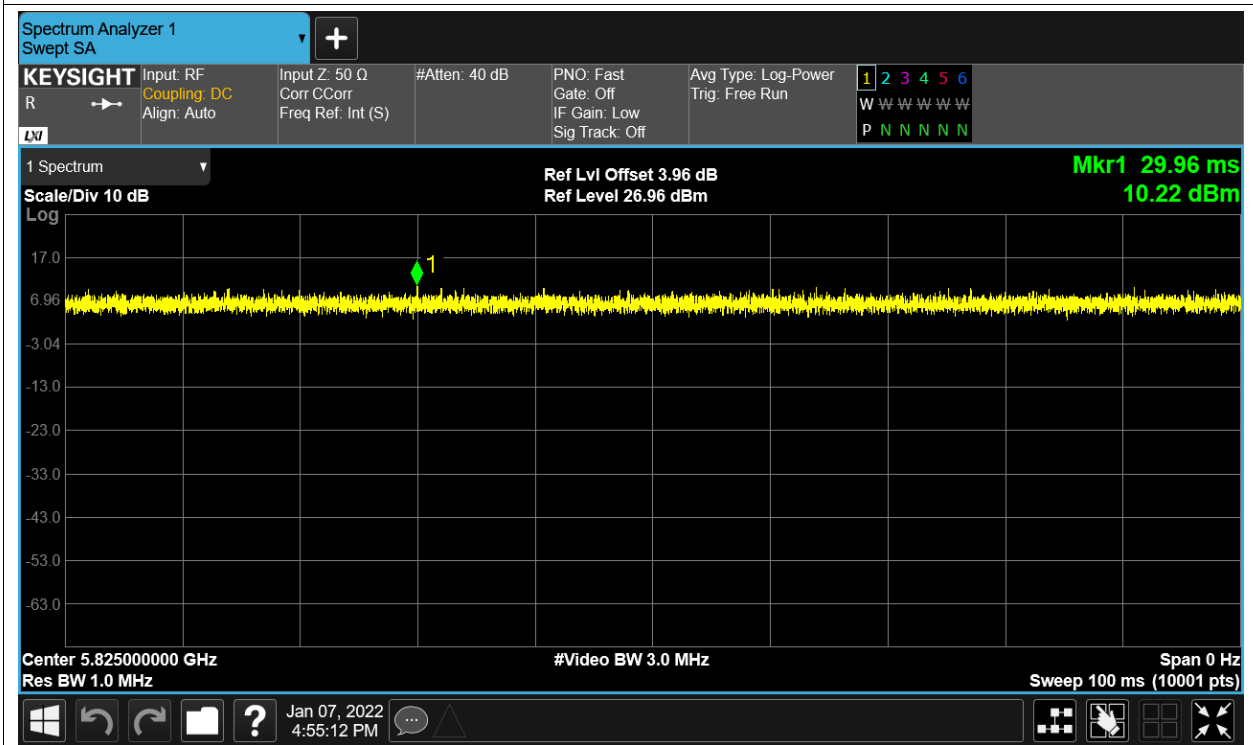 Spectrum Analyzer 1
Swept SA
KEYSIGHT
R
LXI
Input: RF
Coupling: DC
Align: Auto
Input Z: 50 Ω
Corr CCorr
Freq Ref: Int (S)
#Atten: 40 dB
PNO: Fast
Gate: Off
IF Gain: Low
Sig Track: Off
Avg Type: Log-Power
Trig: Free Run
1 2 3 4 5 6
W W W W W W
P N N N N N
1 Spectrum
Scale/Div 10 dB
Ref Lvl Offset 3.96 dB
Ref Level 26.96 dBm
Mkr1 29.96 ms
10.22 dBm
Log
17.0
6.96
-3.04
-13.0
-23.0
-33.0
-43.0
-53.0
-63.0
1
Center 5.825000000 GHz
Res BW 1.0 MHz
#Video BW 3.0 MHz
Span 0 Hz
Sweep 100 ms (10001 pts)
Jan 07, 2022
4:55:12 PM